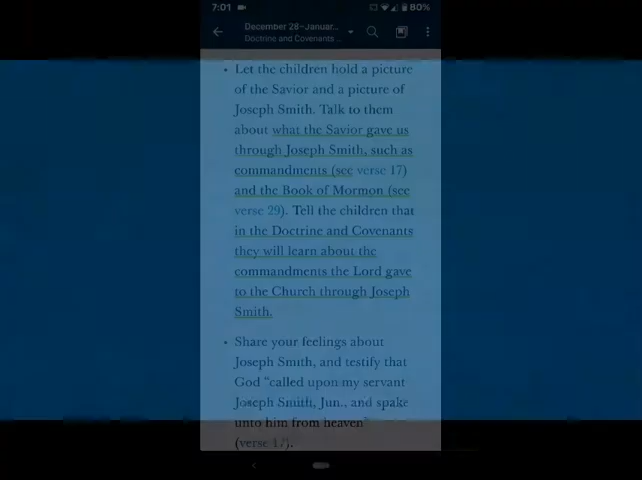 7:01
80%
December 28–Januar...
Doctrine and Covenants ...
• Let the children hold a picture
of the Savior and a picture of
Joseph Smith. Talk to them
about what the Savior gave us
through Joseph Smith, such as
commandments (see verse 17)
and the Book of Mormon (see
verse 29). Tell the children that
in the Doctrine and Covenants
they will learn about the
commandments the Lord gave
to the Church through Joseph
Smith.
• Share your feelings about
Joseph Smith, and testify that
God “called upon my servant
Joseph Smith, Jun., and spake
unto him from heaven”
(verse 17).